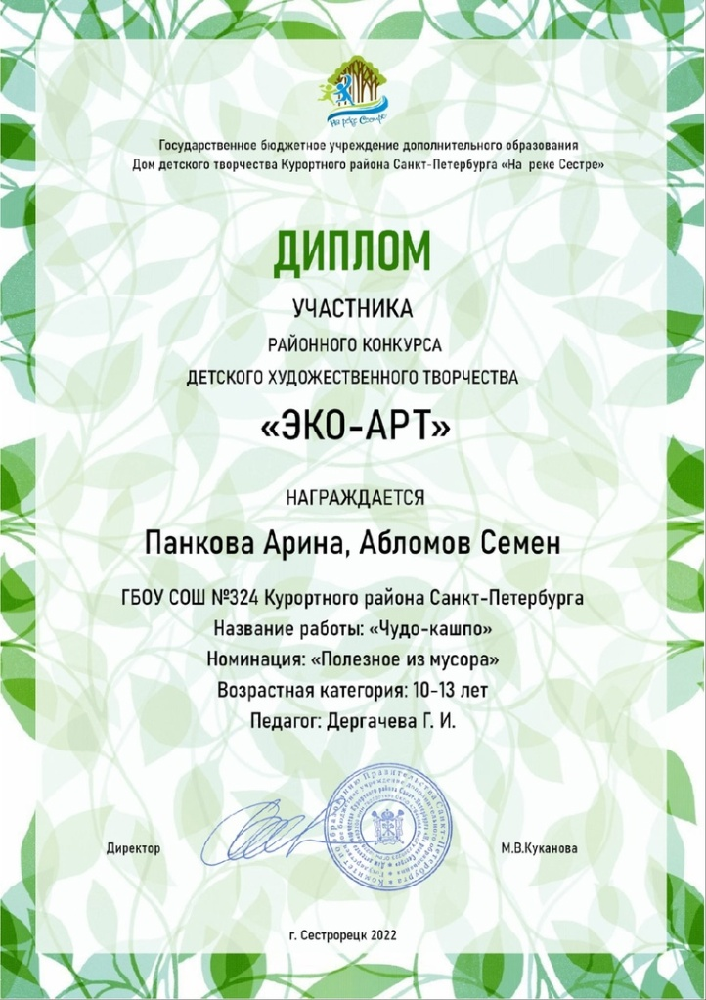 На реке Сестре
Государственное бюджетное учреждение дополнительного образования
Дом детского творчества Курортного района Санкт-Петербурга «На реке Сестре»
ДИПЛОМ
УЧАСТНИКА
РАЙОННОГО КОНКУРСА
ДЕТСКОГО ХУДОЖЕСТВЕННОГО ТВОРЧЕСТВА
«ЭКО-АРТ»
НАГРАЖДАЕТСЯ
Панкова Арина, Абломов Семен
ГБОУ СОШ №324 Курортного района Санкт-Петербурга
Название работы: «Чудо-кашпо»
Номинация: «Полезное из мусора»
Возрастная категория: 10-13 лет
Педагог: Дергачева Г. И.
Директор
М.В.Куканова
г. Сестрорецк 2022